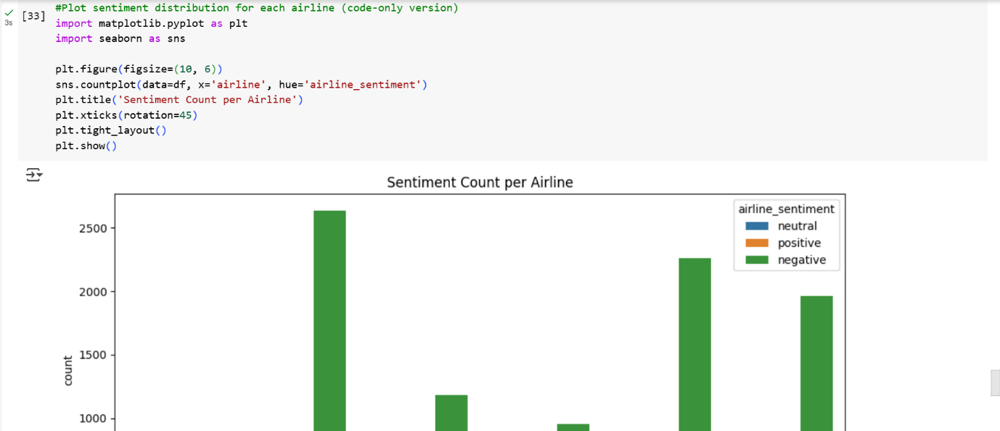 #Plot sentiment distribution for each airline (code-only version)
[33]
3s
import matplotlib.pyplot as plt
import seaborn as sns
plt.figure(figsize=(10, 6))
sns.countplot(data=df, x='airline', hue='airline_sentiment')
plt.title('Sentiment Count per Airline')
plt.xticks(rotation=45)
plt.tight_layout()
plt.show()
Sentiment Count per Airline
airline_sentiment
neutral
positive
negative
2500
2000
1500
1000
count